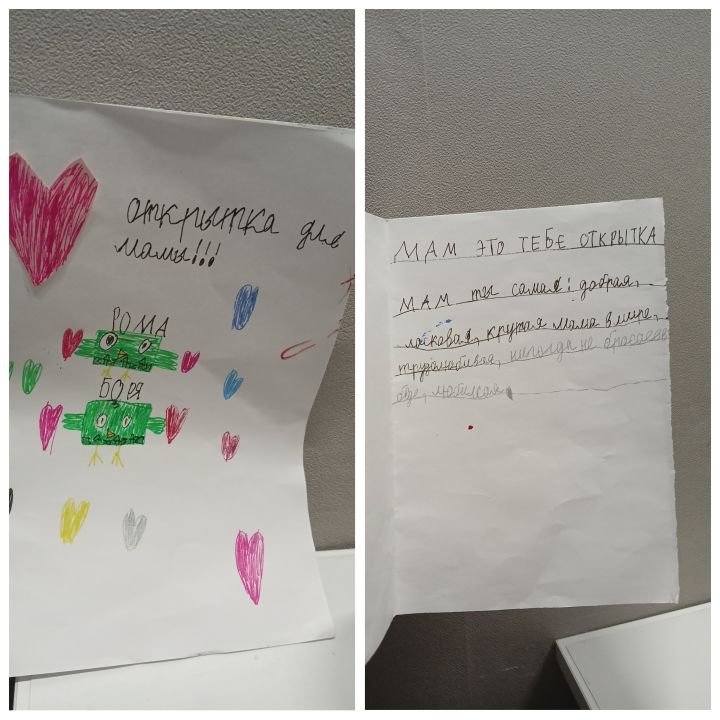 открытка для
мамы!!!
РОМА
БОРЯ
МАМ ЭТО ТЕБЕ ОТКРЫТКА
МАМ ты самая: добрая,
ласковая, крутая мама в мире,
трудолюбивая, никогда не
любимая